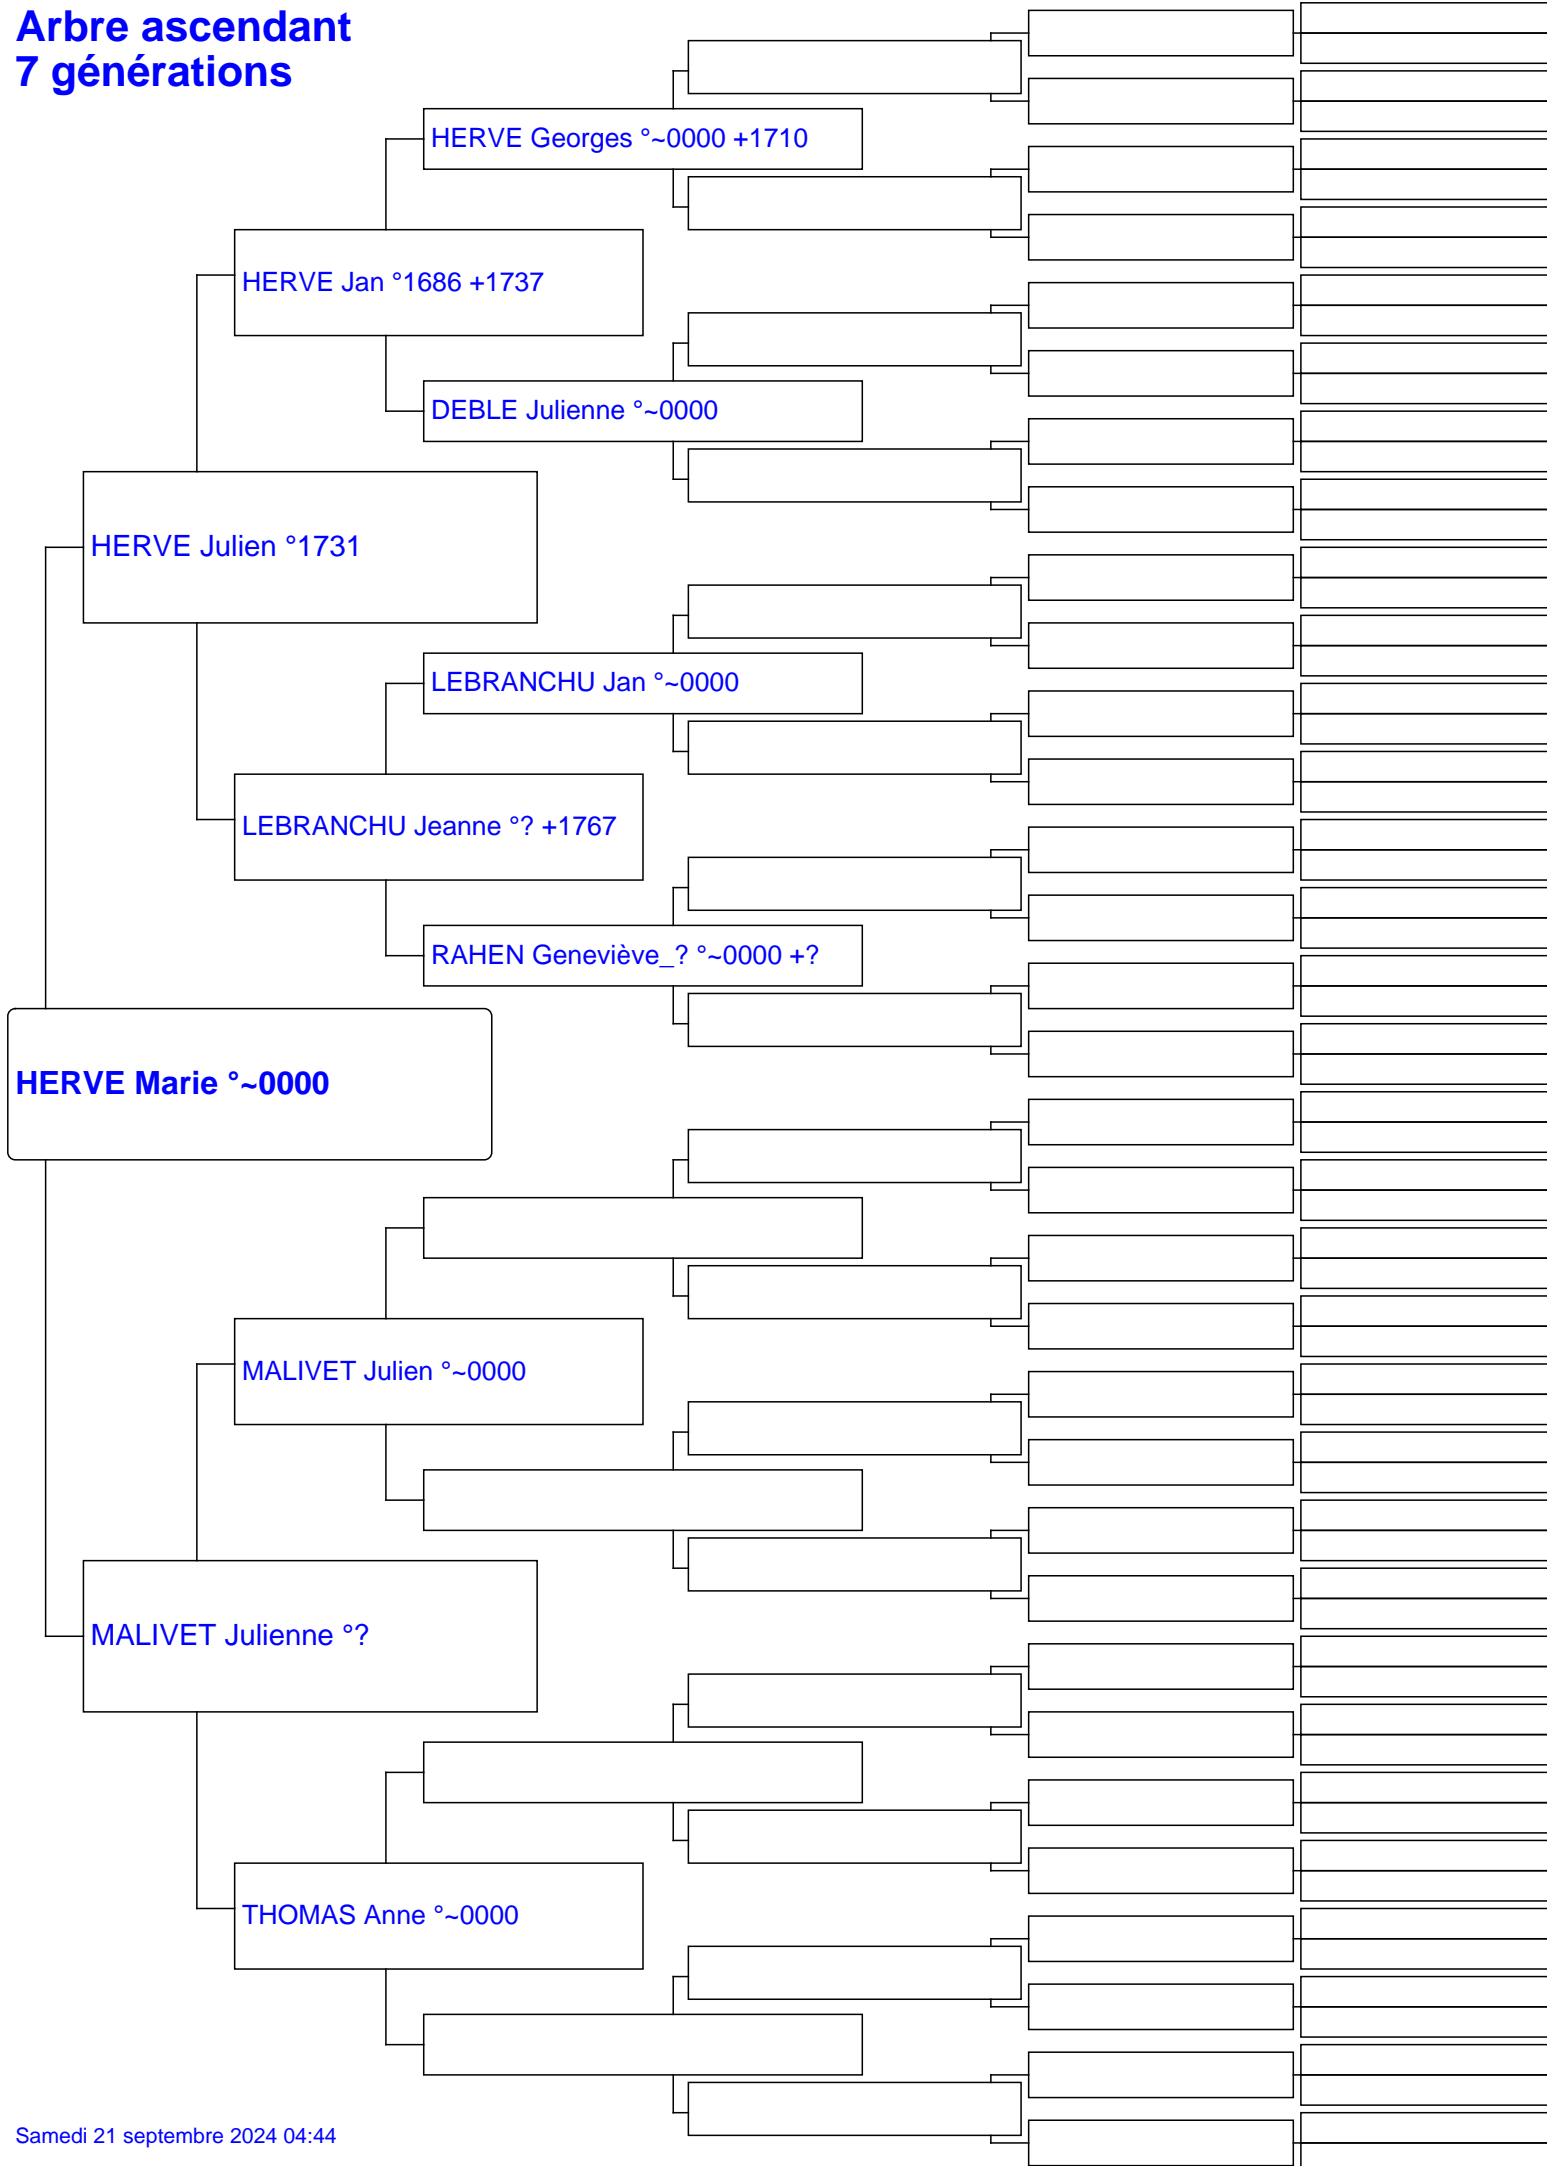 Arbre ascendant
7 générations
HERVE Georges °~0000 +1710
HERVE Jan °1686 +1737
DEBLE Julienne °~0000
HERVE Julien °1731
LEBRANCHU Jan °~0000
LEBRANCHU Jeanne °? +1767
RAHEN Geneviève_? °~0000 +?
HERVE Marie °~0000
MALIVET Julien °~0000
MALIVET Julienne °?
THOMAS Anne °~0000
Samedi 21 septembre 2024 04:44